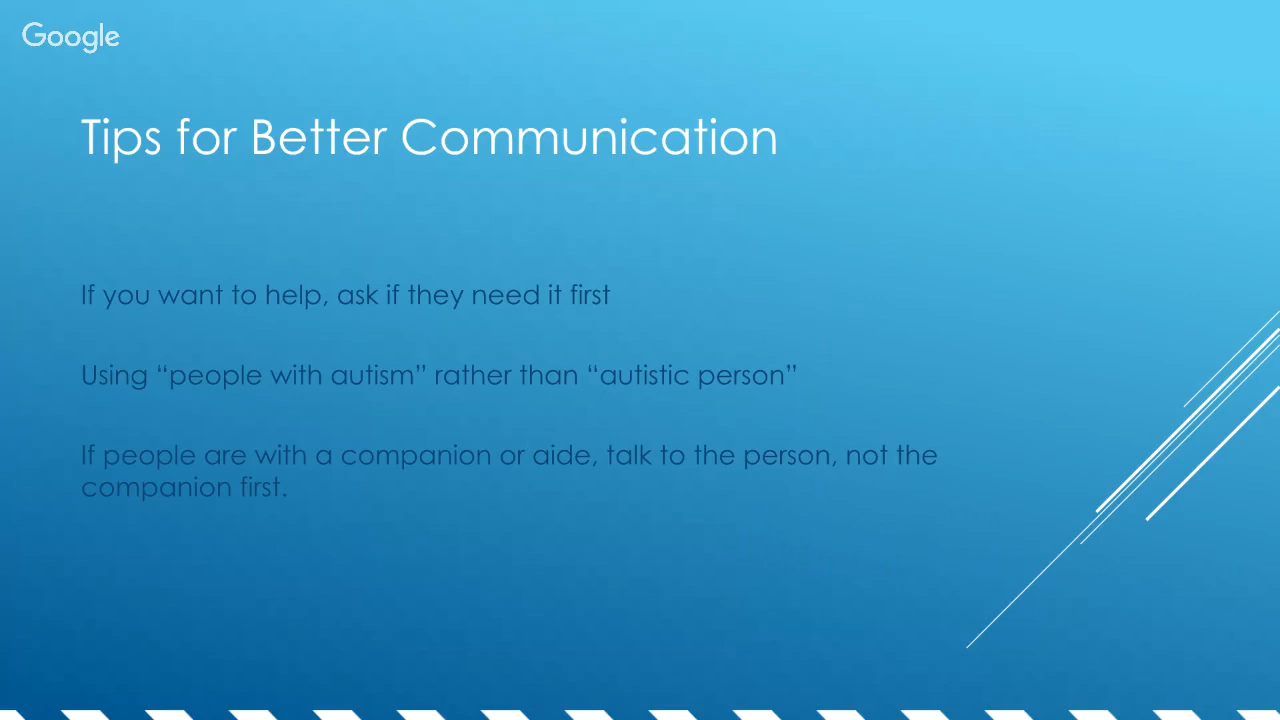 Google
Tips for Better Communication
If you want to help, ask if they need it first
Using “people with autism” rather than “autistic person”
If people are with a companion or aide, talk to the person, not the
companion first.